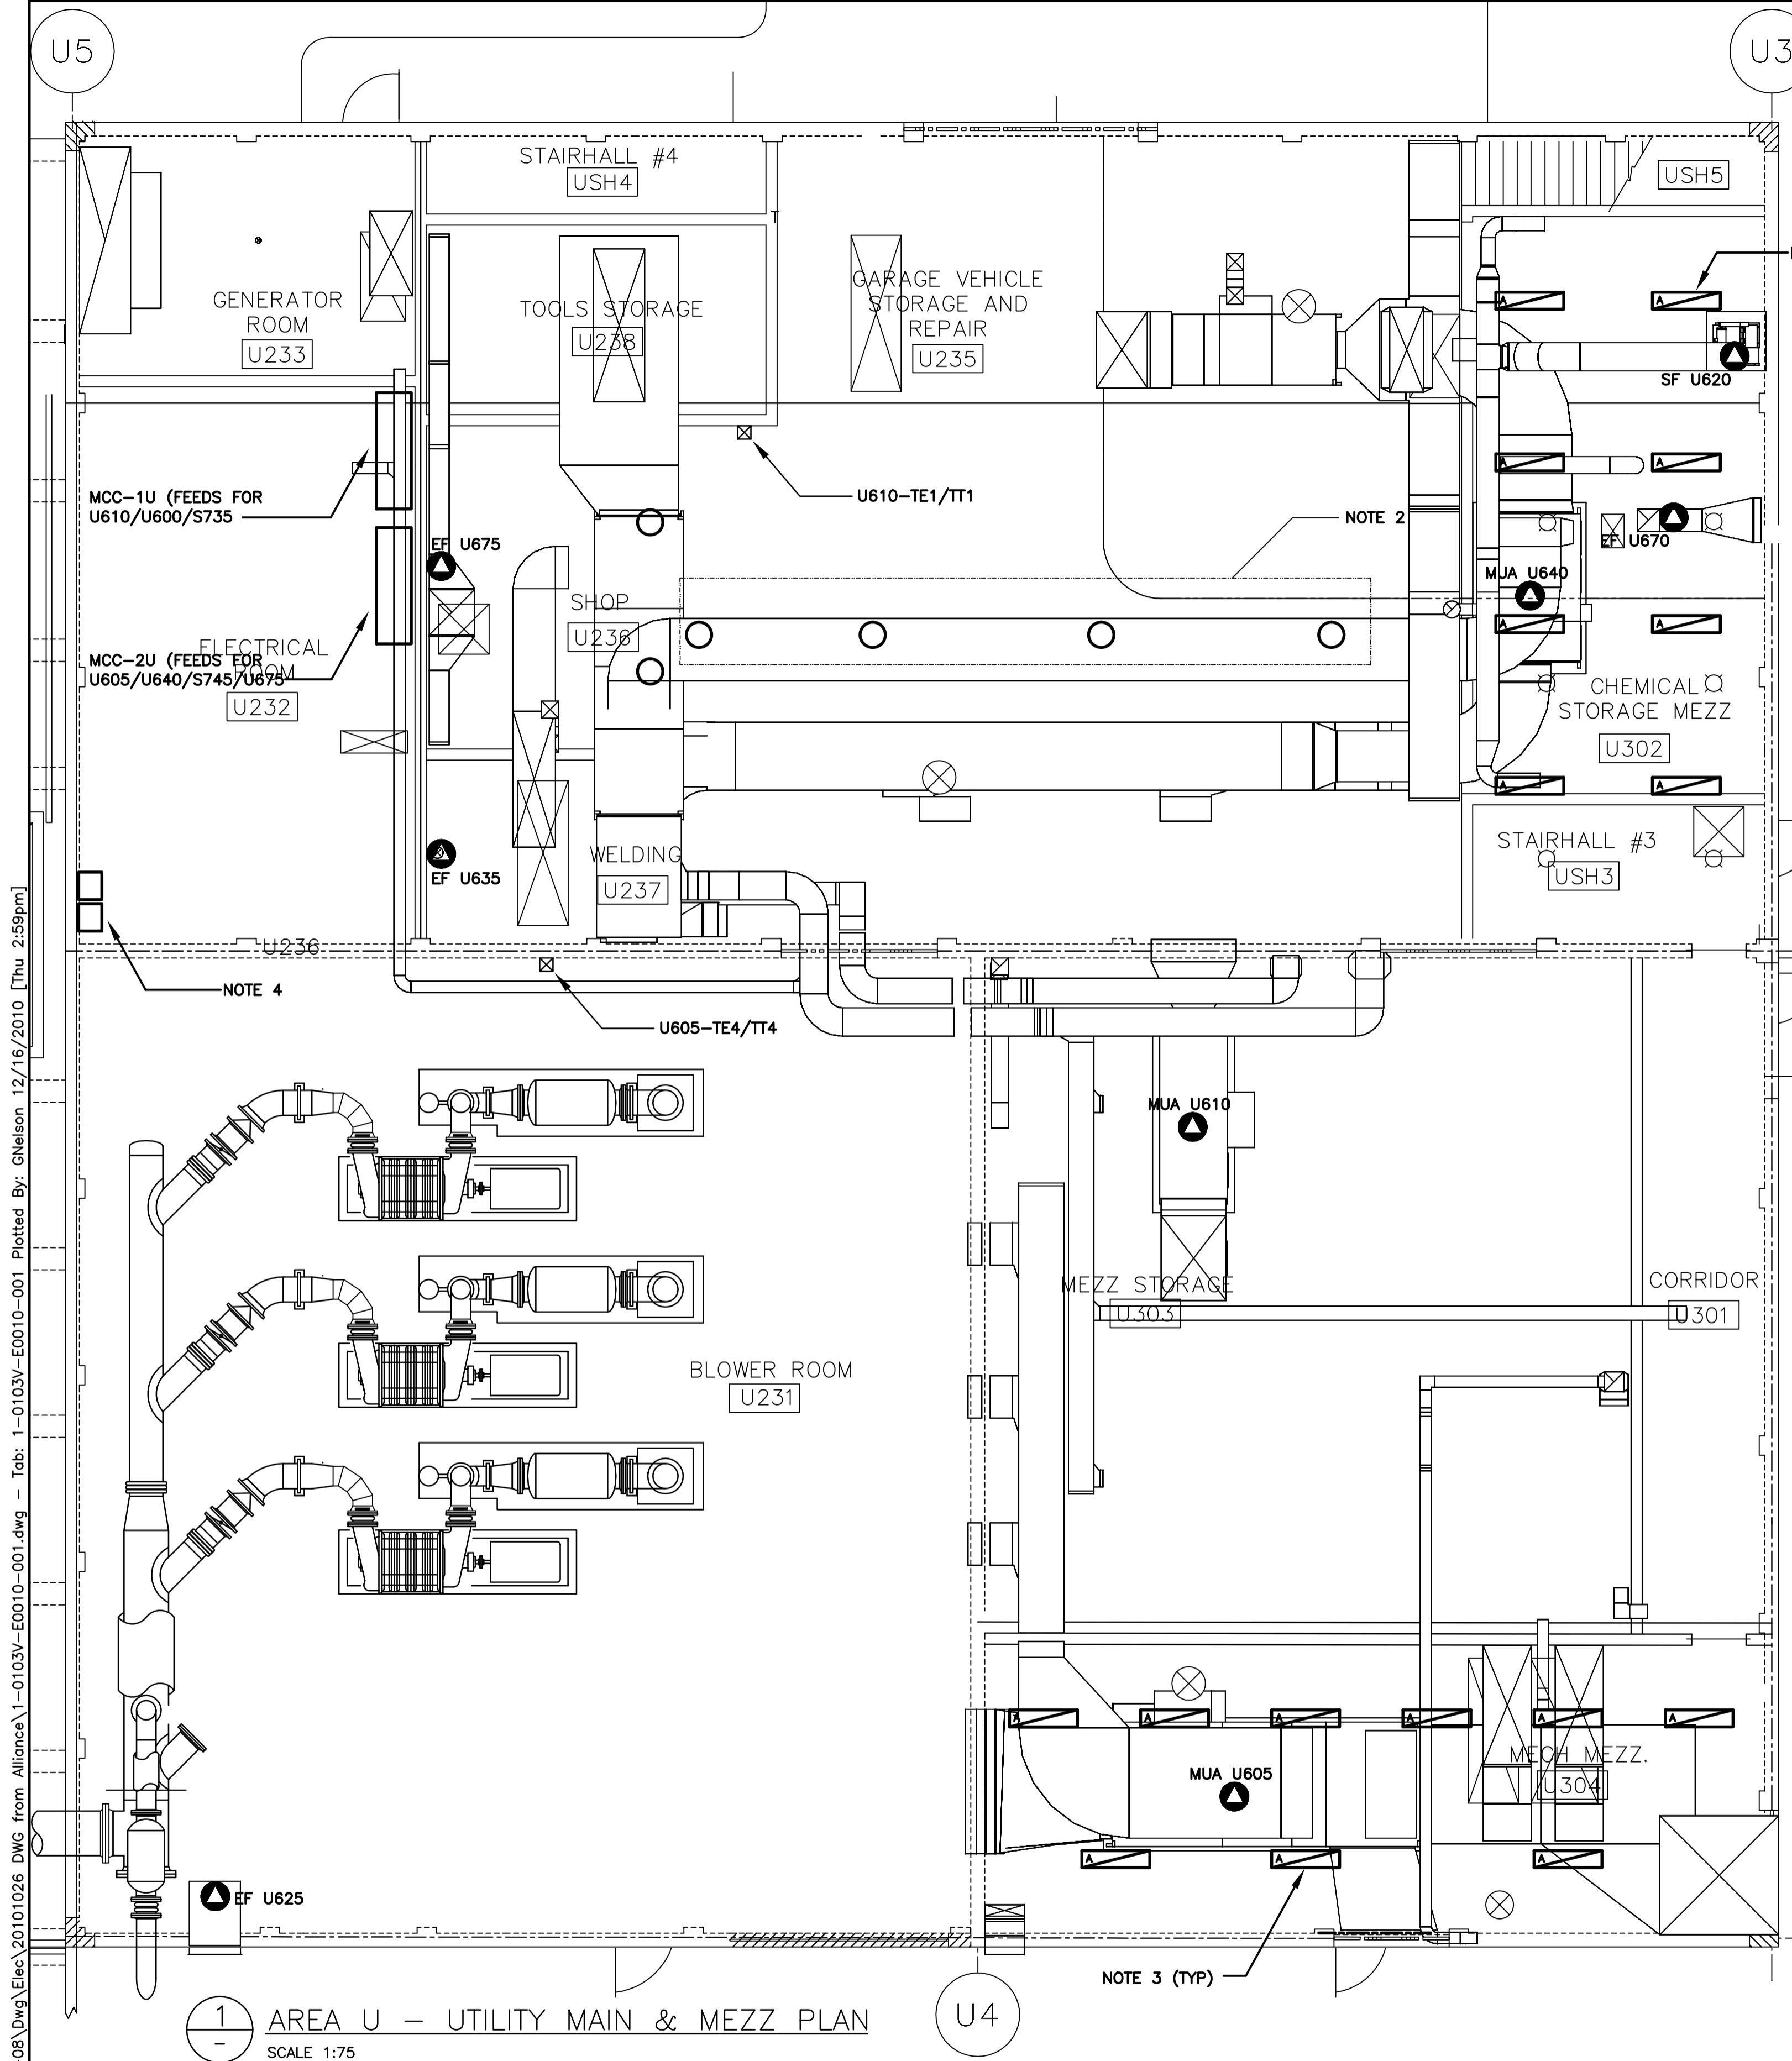 U5
U3
STAIRHALL #4
USH4
USH5
GENERATOR
ROOM
U233
TOOLS STORAGE
U238
GARAGE VEHICLE
STORAGE AND
REPAIR
U235
A
A
SF U620
MCC-1U (FEEDS FOR
U610/U600/S735
U610-TE1/TT1
NOTE 2
A
A
EF U675
EF U670
MUA U640
SHOP
U236
A
A
ELECTRICAL
ROOM
U232
MCC-2U (FEEDS FOR
U605/U640/S745/U675
CHEMICAL
STORAGE MEZZ
U302
A
A
STAIRHALL #3
USH3
WELDING
U237
EF U635
U236
NOTE 4
U605-TE4/TT4
MUA U610
MEZZ STORAGE
U303
CORRIDOR
U301
BLOWER ROOM
U231
A
A
A
A
A
A
MECH MEZZ.
U304
MUA U605
A
A
A
EF U625
NOTE 3 (TYP)
U4
1
-
AREA U - UTILITY MAIN & MEZZ PLAN
SCALE 1:75
-08\Dwg\Elec\20101026 DWG from Alliance\1-0103V-E0010-001.dwg - Tab: 1-0103V-E0010-001 Plotted By: GNelson 12/16/2010 [Thu 2:59pm]